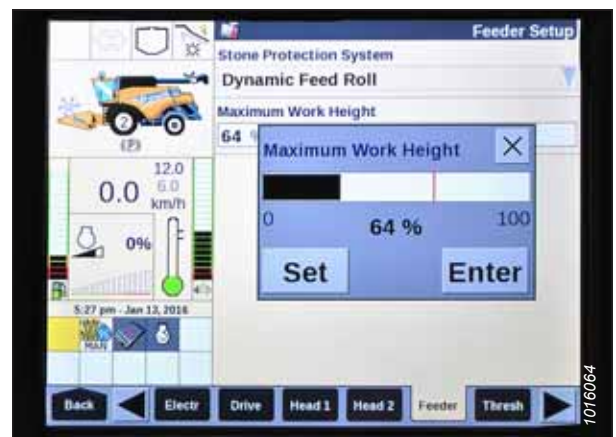 Feeder Setup
Stone Protection System
Dynamic Feed Roll
Maximum Work Height
64 %
Maximum Work Height
0
64 %
100
Set
Enter
2
(P)
0.0
12.0
6.0
km/h
0%
5:27 pm - Jan 13, 2016
MAN
Back
Electr
Drive
Head 1
Head 2
Feeder
Thresh
1016064